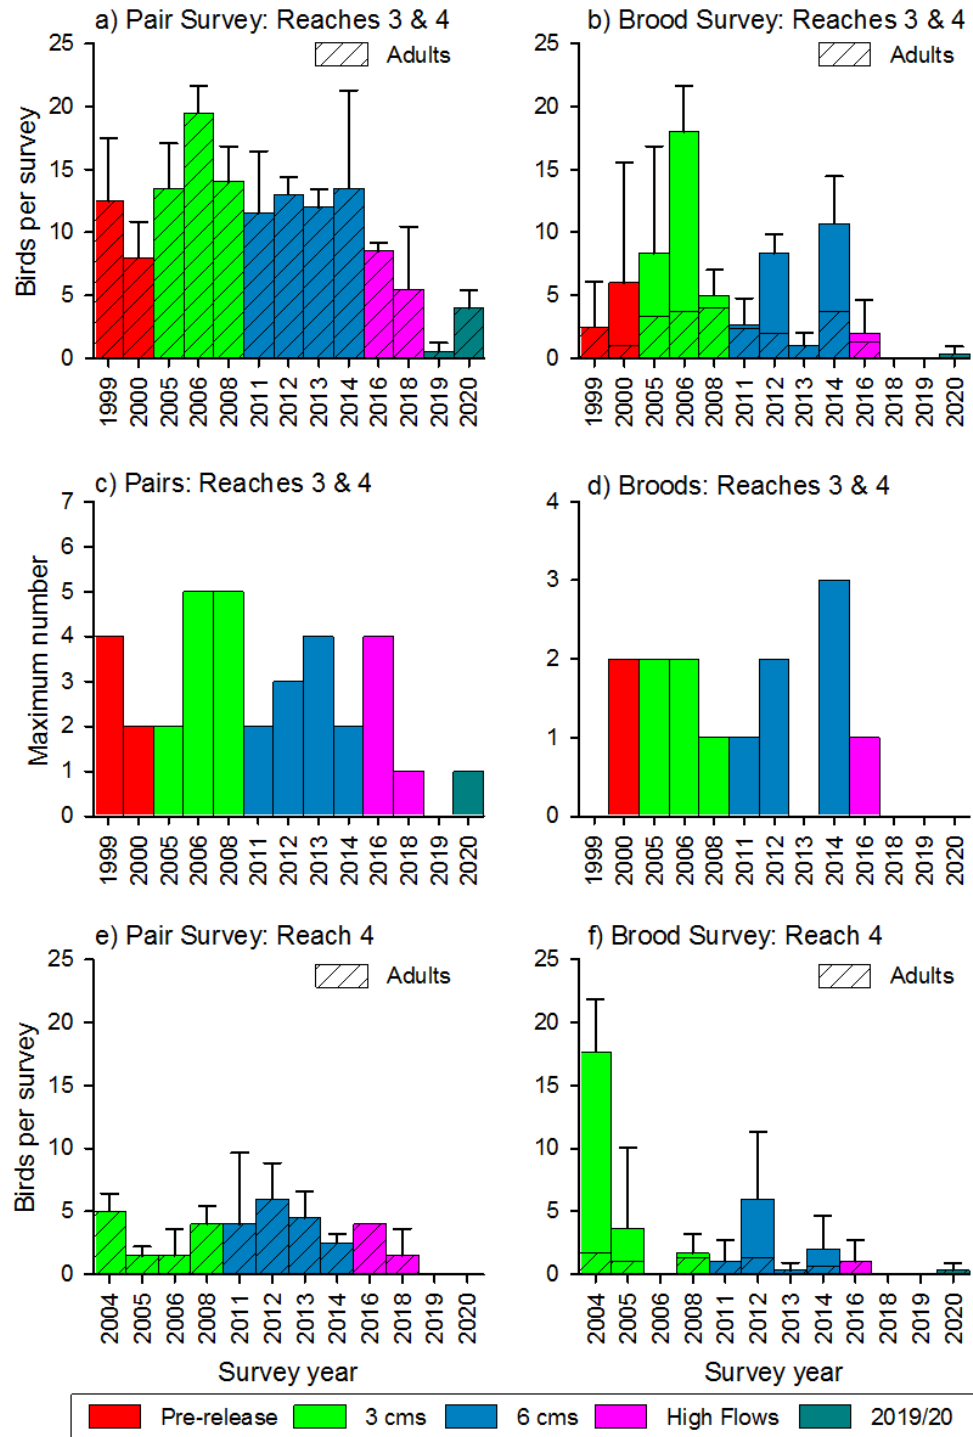 a) Pair Survey: Reaches 3 & 4
b) Brood Survey: Reaches 3 & 4
Adults
Adults
Birds per survey
25
20
15
10
5
0
25
20
15
10
5
0
1999 2000 2005 2006 2008 2011 2012 2013 2014 2016 2018 2019 2020
1999 2000 2005 2006 2008 2011 2012 2013 2014 2016 2018 2019 2020
c) Pairs: Reaches 3 & 4
d) Broods: Reaches 3 & 4
Maximum number
7
6
5
4
3
2
1
0
4
3
2
1
0
1999 2000 2005 2006 2008 2011 2012 2013 2014 2016 2018 2019 2020
1999 2000 2005 2006 2008 2011 2012 2013 2014 2016 2018 2019 2020
e) Pair Survey: Reach 4
f) Brood Survey: Reach 4
Adults
Adults
Birds per survey
25
20
15
10
5
0
25
20
15
10
5
0
2004 2005 2006 2008 2011 2012 2013 2014 2016 2018 2019 2020
2004 2005 2006 2008 2011 2012 2013 2014 2016 2018 2019 2020
Survey year
Survey year
Pre-release 3 cms 6 cms High Flows 2019/20